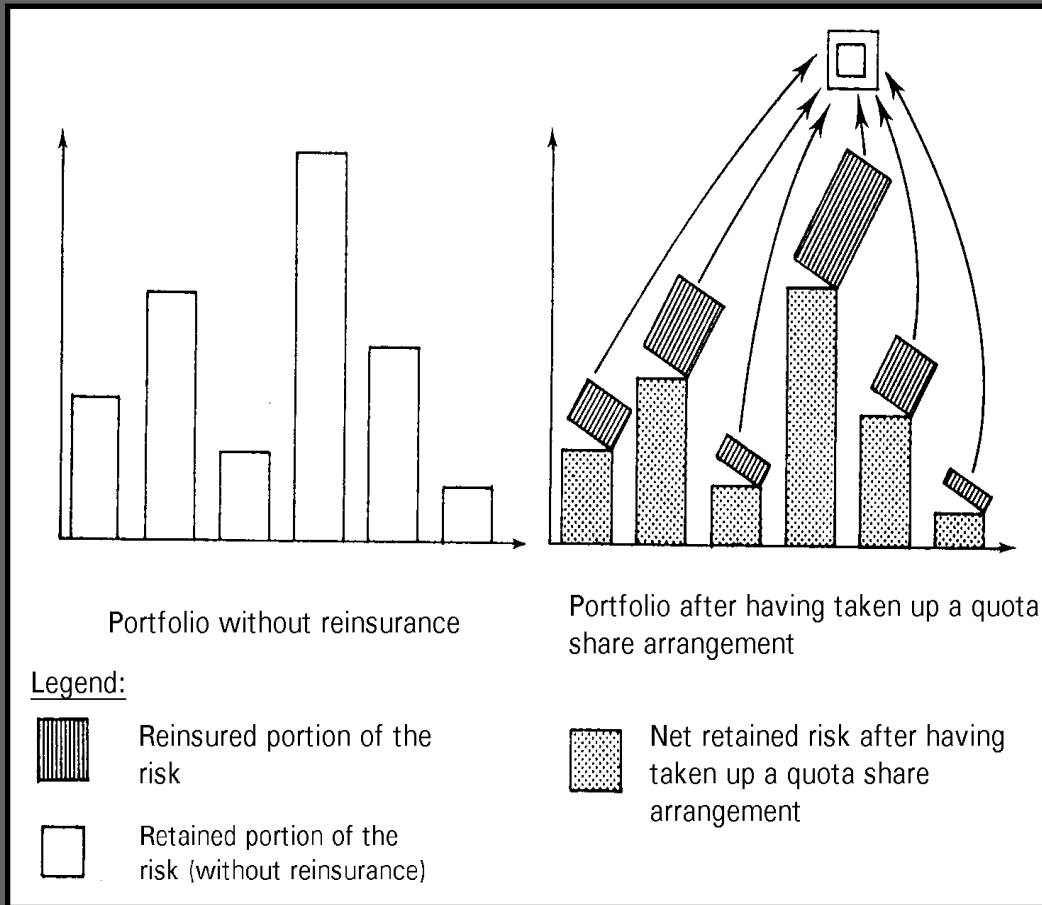 Portfolio without reinsurance
Portfolio after having taken up a quota
share arrangement
Legend:
Reinsured portion of the
risk
Retained portion of the
risk (without reinsurance)
Net retained risk after having
taken up a quota share
arrangement